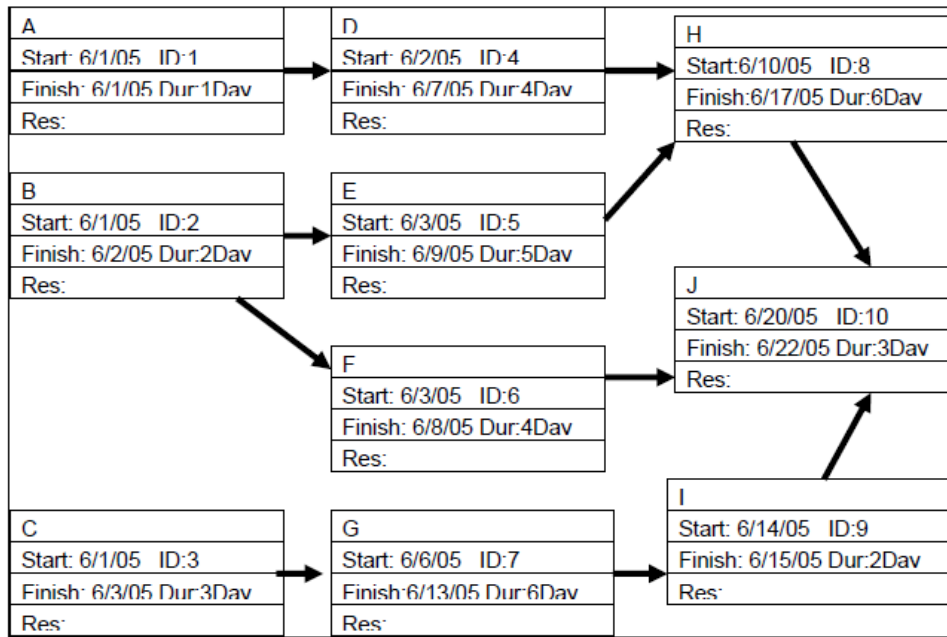 A
Start: 6/1/05 ID:1
Finish: 6/1/05 Dur:1Day
Res:
D
Start: 6/2/05 ID:4
Finish: 6/7/05 Dur:4Day
Res:
H
Start:6/10/05 ID:8
Finish:6/17/05 Dur:6Day
Res:
B
Start: 6/1/05 ID:2
Finish: 6/2/05 Dur:2Day
Res:
E
Start: 6/3/05 ID:5
Finish: 6/9/05 Dur:5Day
Res:
J
Start: 6/20/05 ID:10
Finish: 6/22/05 Dur:3Day
Res:
F
Start: 6/3/05 ID:6
Finish: 6/8/05 Dur:4Day
Res:
C
Start: 6/1/05 ID:3
Finish: 6/3/05 Dur:3Day
Res:
G
Start: 6/6/05 ID:7
Finish:6/13/05 Dur:6Day
Res:
I
Start: 6/14/05 ID:9
Finish: 6/15/05 Dur:2Day
Res: